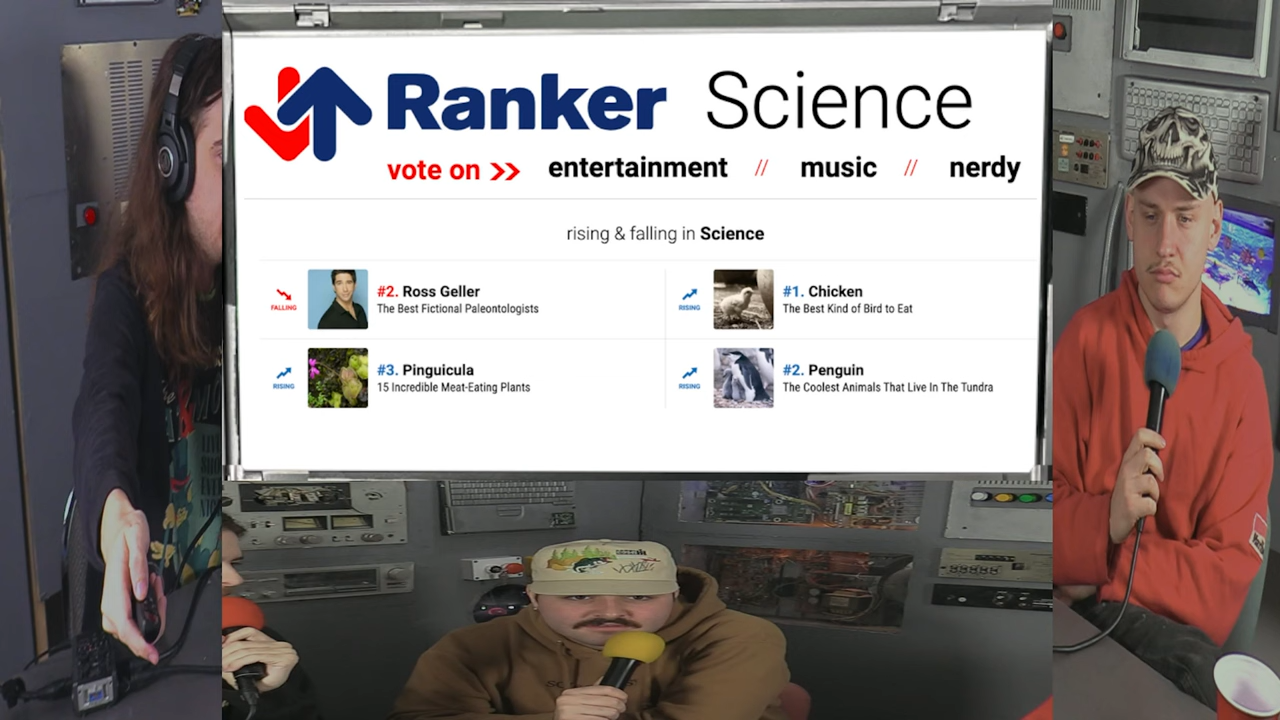 Ranker Science
vote on >> entertainment // music // nerdy
rising & falling in Science
FALLING
#2. Ross Geller
The Best Fictional Paleontologists
RISING
#1. Chicken
The Best Kind of Bird to Eat
RISING
#3. Pinguicula
15 Incredible Meat-Eating Plants
RISING
#2. Penguin
The Coolest Animals That Live In The Tundra